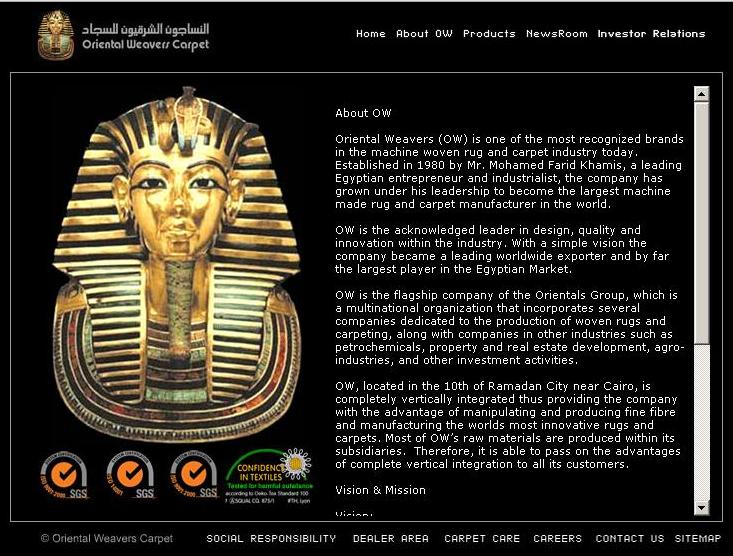 النساجون الشرقيون للسجاد
Oriental Weavers Carpet
Home About OW Products NewsRoom Investor Relations
About OW
Oriental Weavers (OW) is one of the most recognized brands
in the machine woven rug and carpet industry today.
Established in 1980 by Mr. Mohamed Farid Khamis, a leading
Egyptian entrepreneur and industrialist, the company has
grown under his leadership to become the largest machine
made rug and carpet manufacturer in the world.
OW is the acknowledged leader in design, quality and
innovation within the industry. With a simple vision the
company became a leading worldwide exporter and by far
the largest player in the Egyptian Market.
OW is the flagship company of the Orientals Group, which is
a multinational organization that incorporates several
companies dedicated to the production of woven rugs and
carpeting, along with companies in other industries such as
petrochemicals, property and real estate development, agro-
industries, and other investment activities.
OW, located in the 10th of Ramadan City near Cairo, is
completely vertically integrated thus providing the company
with the advantage of manipulating and producing fine fibre
and manufacturing the worlds most innovative rugs and
carpets. Most of OW's raw materials are produced within its
subsidiaries. Therefore, it is able to pass on the advantages
of complete vertical integration to all its customers.
Vision & Mission
Vision:
SGS
SGS
SGS
CONFIDENCE
IN TEXTILES
Tested for harmful substance
according to Oeko-Tex Standard 100
© Oriental Weavers Carpet SOCIAL RESPONSIBILITY DEALER AREA CARPET CARE CAREERS CONTACT US SITEMAP